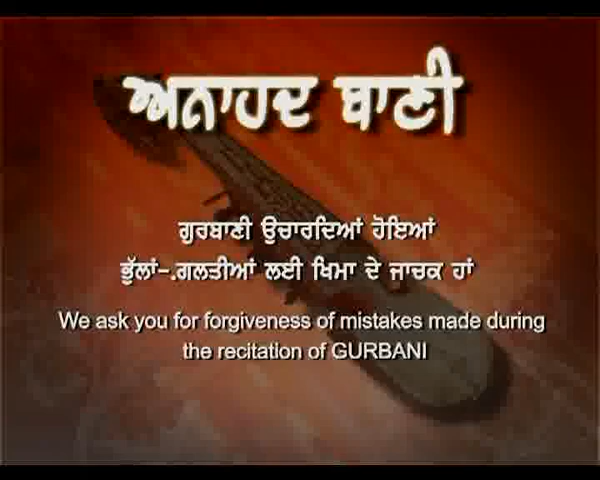 ਅਨਾਹਦ ਬਾਣੀ
ਗੁਰਬਾਣੀ ਉਚਾਰਦਿਆਂ ਹੋਇਆਂ
ਭੁੱਲਾਂ-.ਗਲਤੀਆਂ ਲਈ ਖਿਮਾ ਦੇ ਜਾਚਕ ਹਾਂ
We ask you for forgiveness of mistakes made during
the recitation of GURBANI